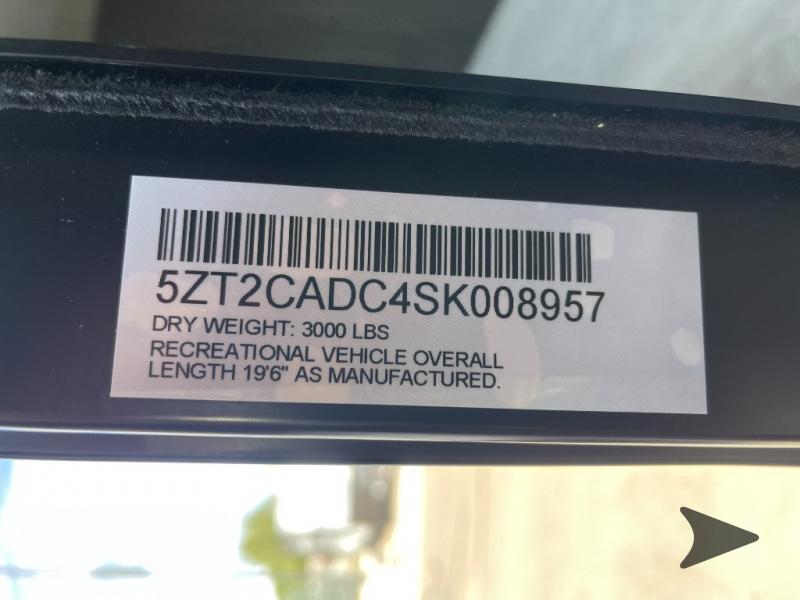 5ZT2CADC4SK008957
DRY WEIGHT: 3000 LBS
RECREATIONAL VEHICLE OVERALL
LENGTH 19'6" AS MANUFACTURED.